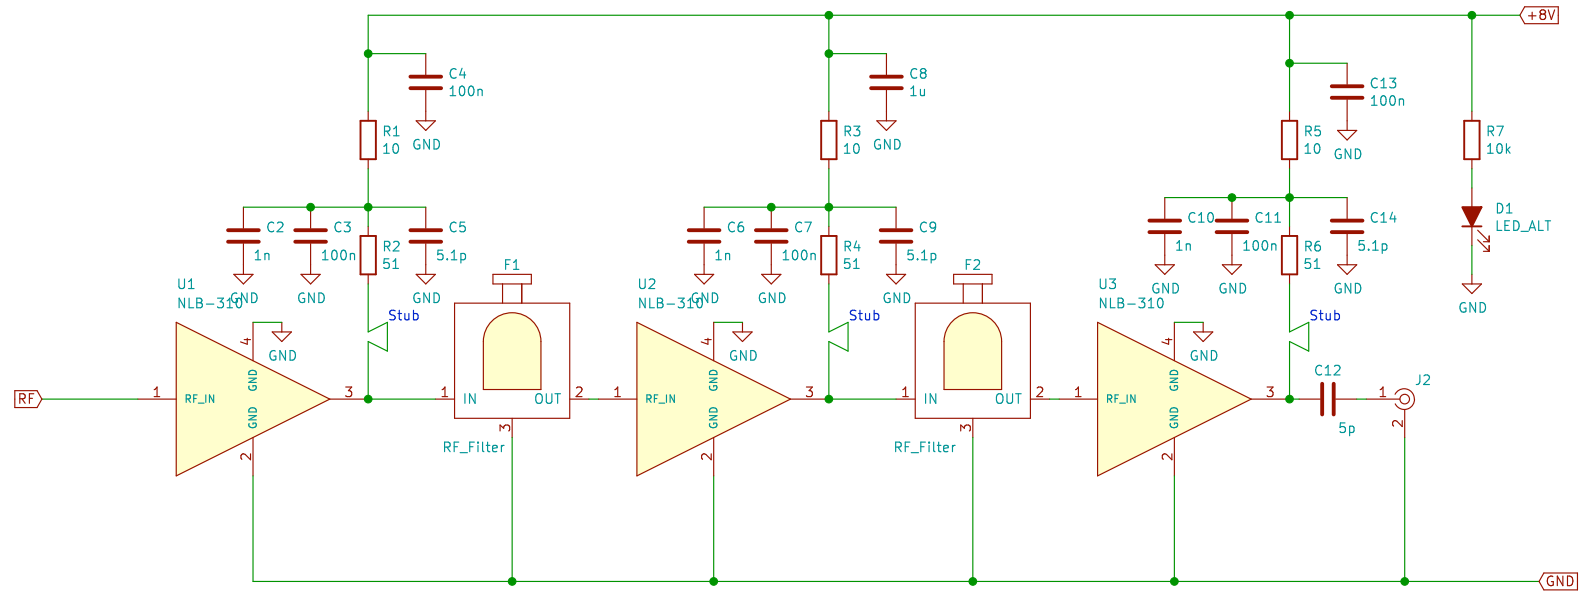 +8V
C4
100n
GND
R1
10
C8
1u
GND
R3
10
C13
100n
GND
R5
10
R7
10k
C2
1n
GND
C3
100n
GND
R2
51
C5
5.1p
GND
C6
1n
GND
C7
100n
GND
R4
51
C9
5.1p
GND
C10
1n
GND
C11
100n
GND
R6
51
C14
5.1p
GND
D1
LED_ALT
GND
U1
NLB-310
Stub
F1
U2
NLB-310
Stub
F2
U3
NLB-310
Stub
RF
1
RF_IN
4
GND
GND
GND
2
3
1
IN
OUT
2
3
RF_Filter
1
RF_IN
4
GND
GND
GND
2
3
1
IN
OUT
2
3
RF_Filter
1
RF_IN
4
GND
GND
GND
2
3
C12
5p
1
J2
2
GND